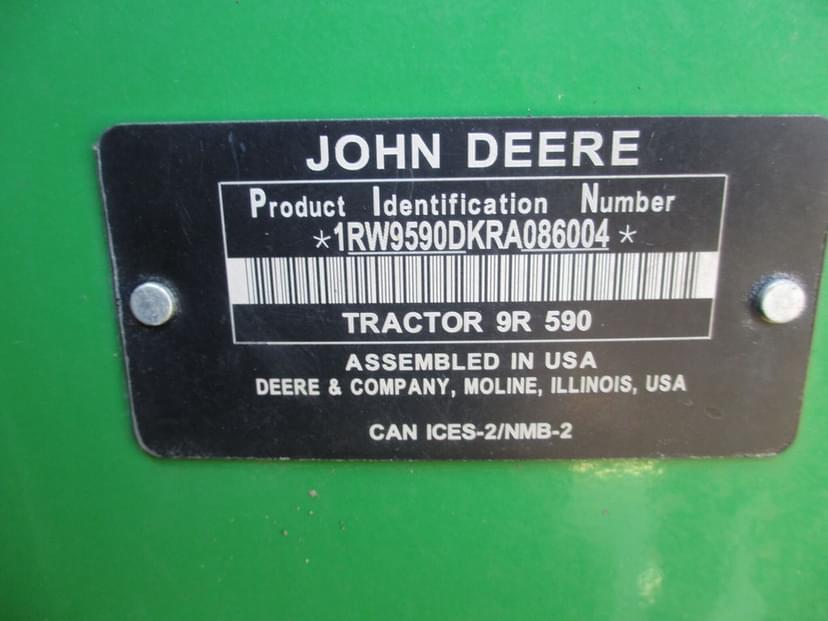 JOHN DEERE
Product Identification Number
*1RW9590DKRA086004*
TRACTOR 9R 590
ASSEMBLED IN USA
DEERE & COMPANY, MOLINE, ILLINOIS, USA
CAN ICES-2/NMB-2